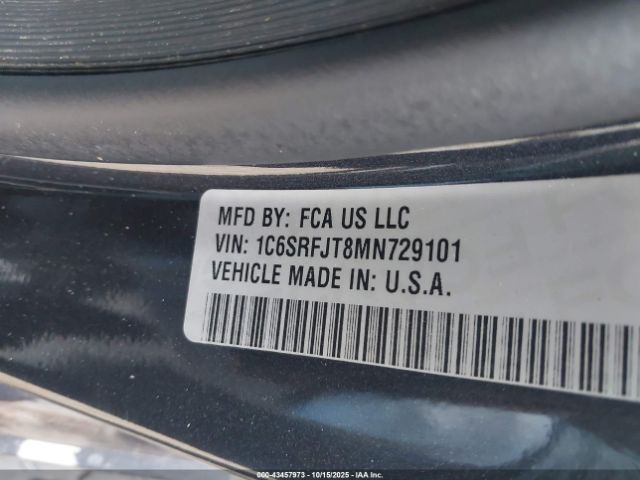 MFD BY: FCA US LLC
VIN: 1C6SRFJT8MN729101
VEHICLE MADE IN: U.S.A.
000-43457973 - 10/15/2025 - IAA Inc.